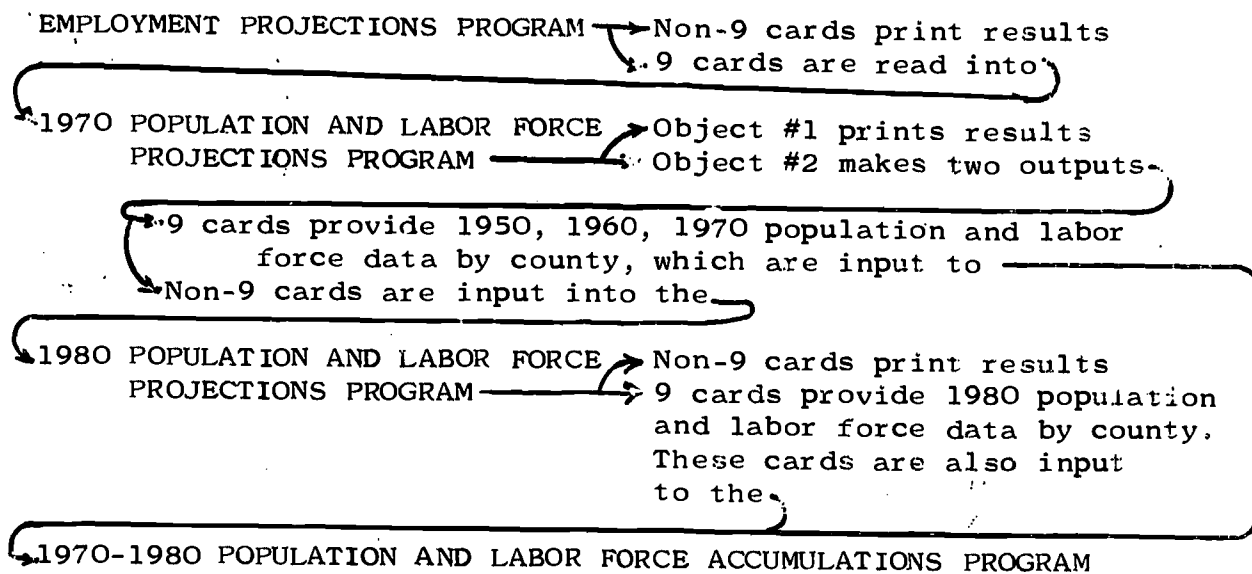 EMPLOYMENT PROJECTIONS PROGRAM Non-9 cards print results
9 cards are read into
1970 POPULATION AND LABOR FORCE Object #1 prints results
PROJECTIONS PROGRAM Object #2 makes two outputs
9 cards provide 1950, 1960, 1970 population and labor
force data by county, which are input to
Non-9 cards are input into the
1980 POPULATION AND LABOR FORCE Non-9 cards print results
PROJECTIONS PROGRAM 9 cards provide 1980 population
and labor force data by county.
These cards are also input
to the
1970-1980 POPULATION AND LABOR FORCE ACCUMULATIONS PROGRAM